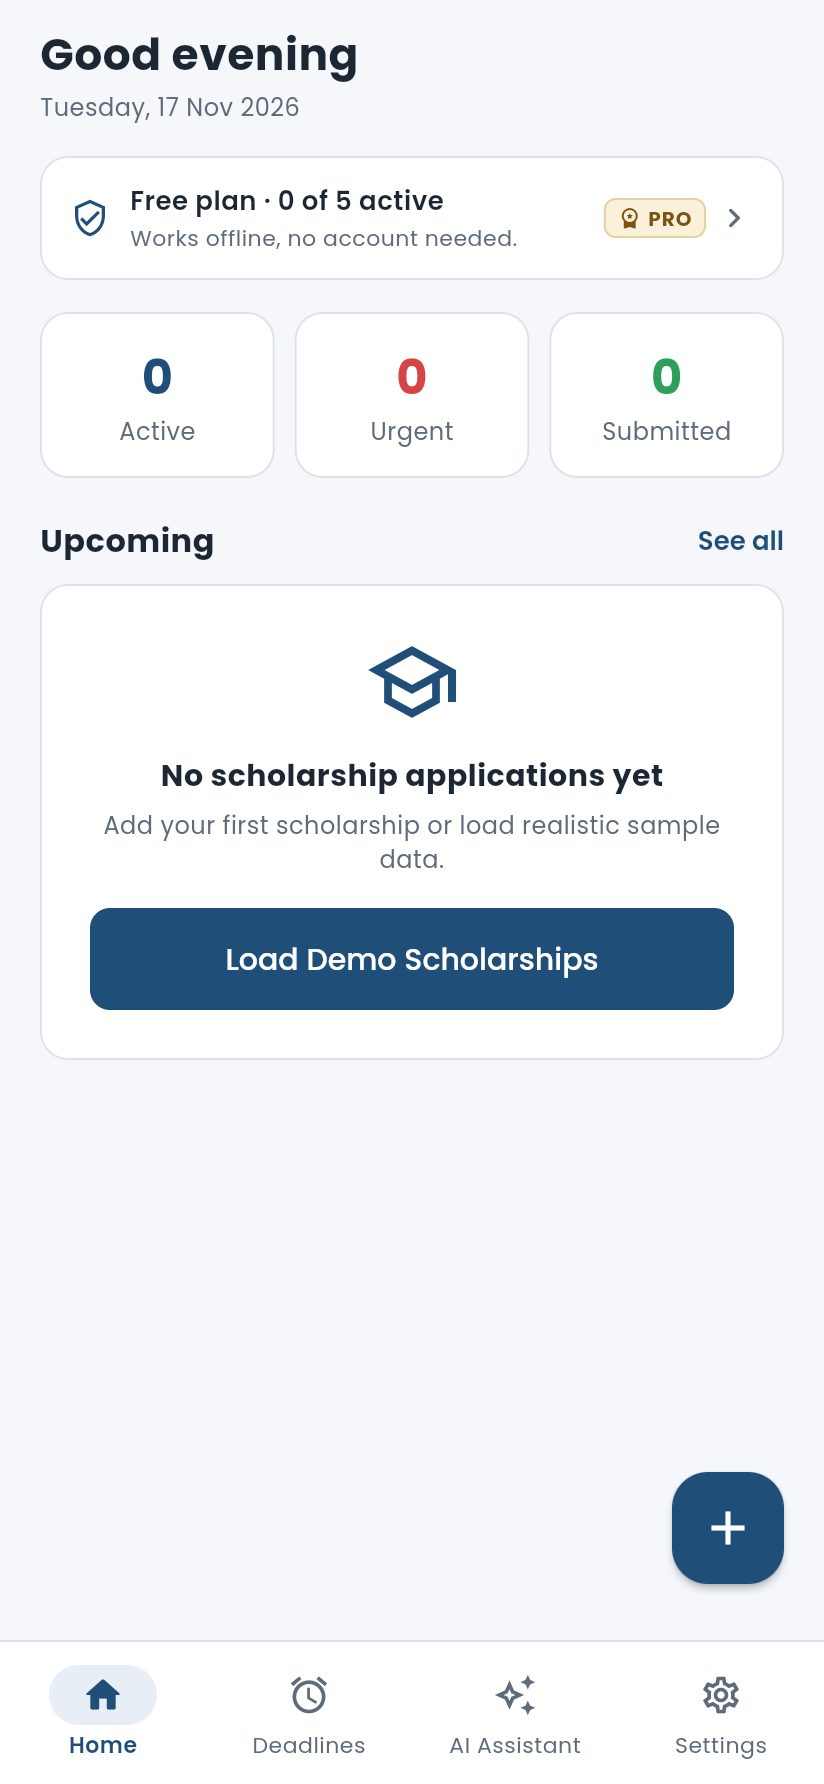 Good evening
Tuesday, 17 Nov 2026
Free plan · 0 of 5 active
Works offline, no account needed.
PRO
0
Active
0
Urgent
0
Submitted
Upcoming
See all
No scholarship applications yet
Add your first scholarship or load realistic sample
data.
Load Demo Scholarships
Home
Deadlines
AI Assistant
Settings